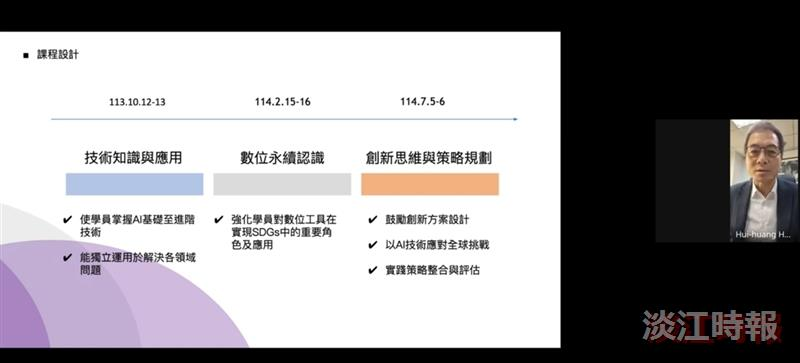 ■ 課程設計
113.10.12-13
114.2.15-16
114.7.5-6
技術知識與應用
數位永續認識
創新思維與策略規劃
✔ 使學員掌握AI基礎至進階
技術
✔ 能獨立運用於解決各領域
問題
✔ 強化學員對數位工具在
實現SDGs中的重要角
色及應用
✔ 鼓勵創新方案設計
✔ 以AI技術應對全球挑戰
✔ 實踐策略整合與評估
Hui-huang H...
淡江時報